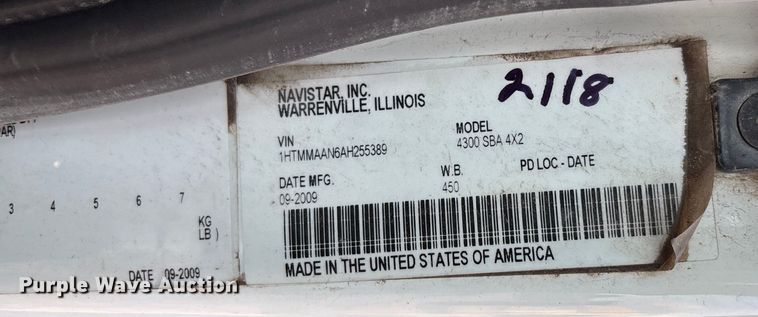 AR)
3 4 5 6 7
KG
LB )
DATE 09-2009
NAVISTAR, INC.
WARRENVILLE, ILLINOIS
2118
VIN
1HTMMAAN6AH255389
MODEL
4300 SBA 4X2
DATE MFG.
09-2009
W.B.
450
PD LOC - DATE
MADE IN THE UNITED STATES OF AMERICA
Purple Wave Auction